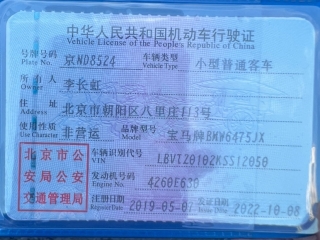 中华人民共和国机动车行驶证
Vehicle License of the People's Republic of China
号牌号码 京ND8524 车辆类型 小型普通客车
Plate No. Vehicle Type
所有人 李长虹
Owner
住址 北京市朝阳区八里庄113号
Address
使用性质 非营运 品牌型号 宝马牌BKW6475JX
Use Character Model
北京市公 车辆识别代号 LBVTZ0102KSS12050
VIN
安局公安 发动机号码 4260E630
Engine No.
交通管理局 注册日期 2019-05-07 发证日期 2022-10-08
Register Date Issue Date